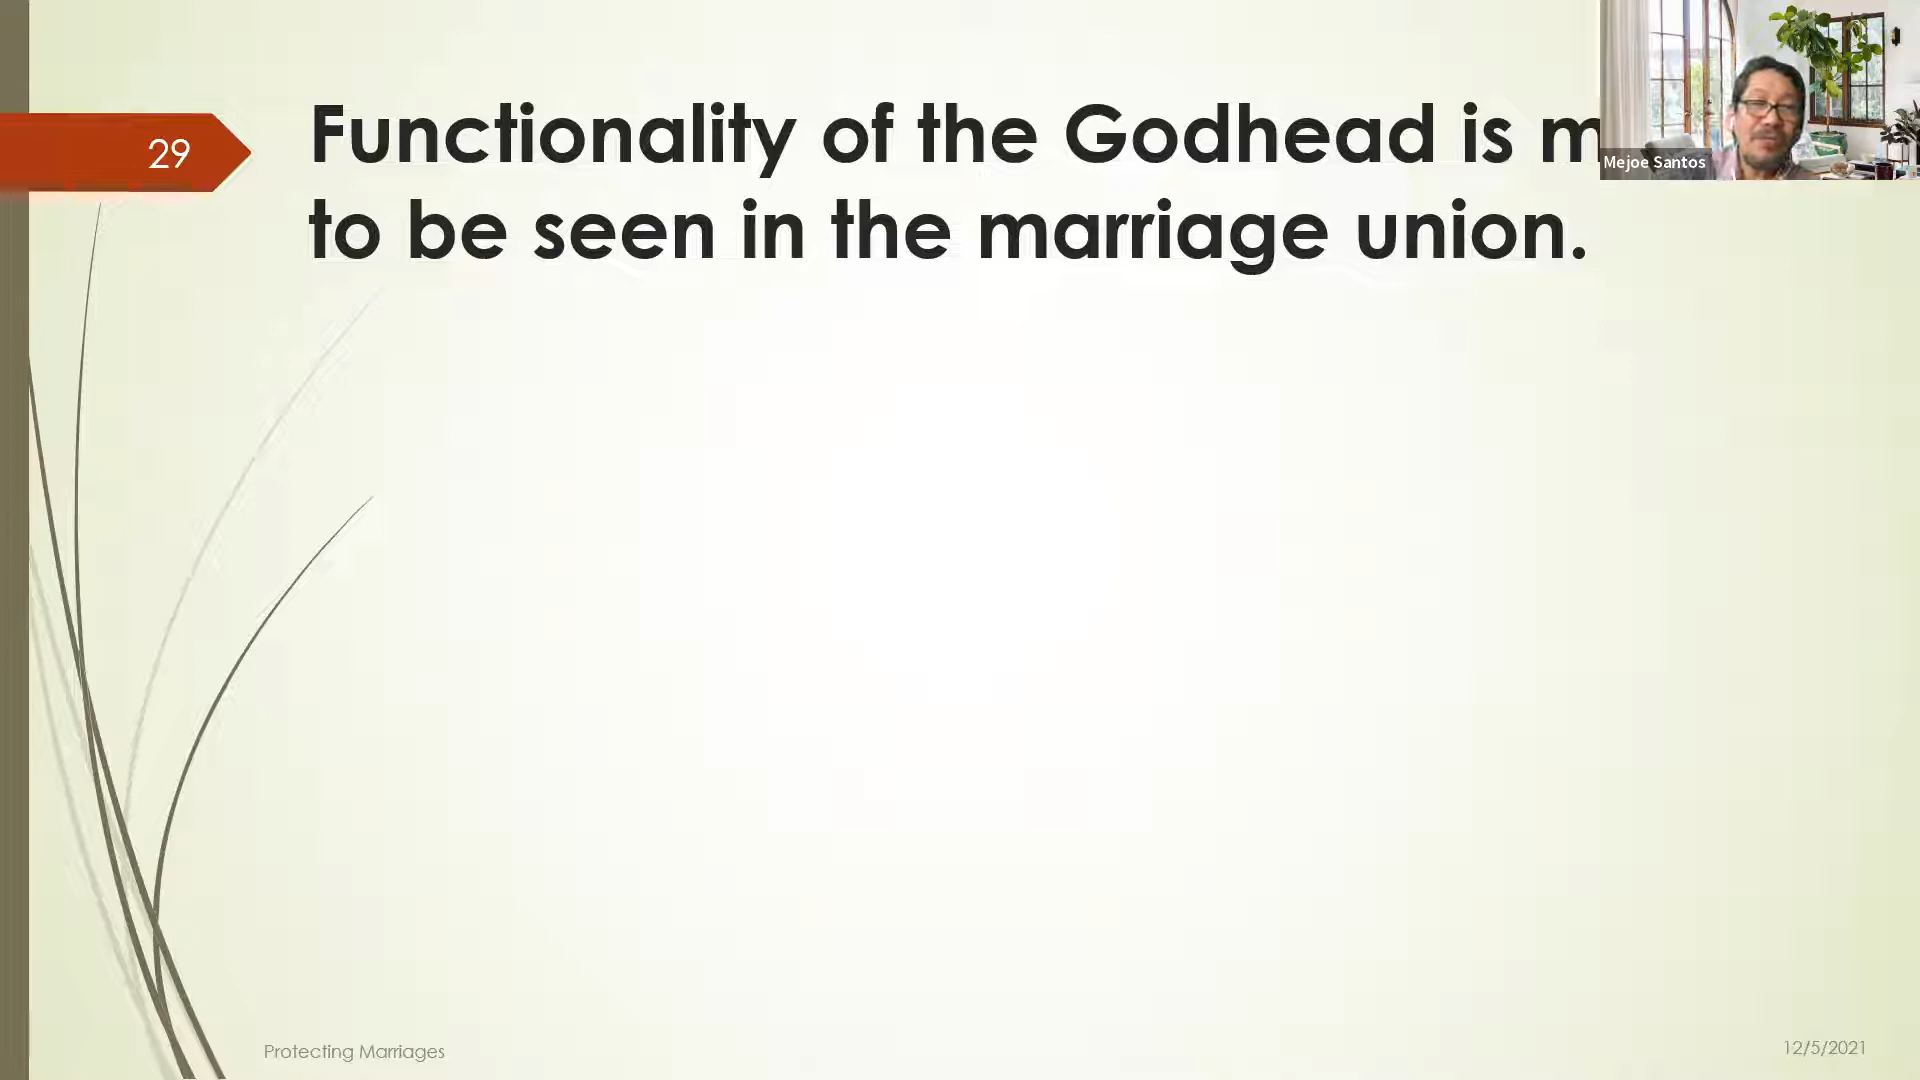 29
Functionality of the Godhead is
to be seen in the marriage union.
Mejoe Santos
Protecting Marriages
12/5/2021